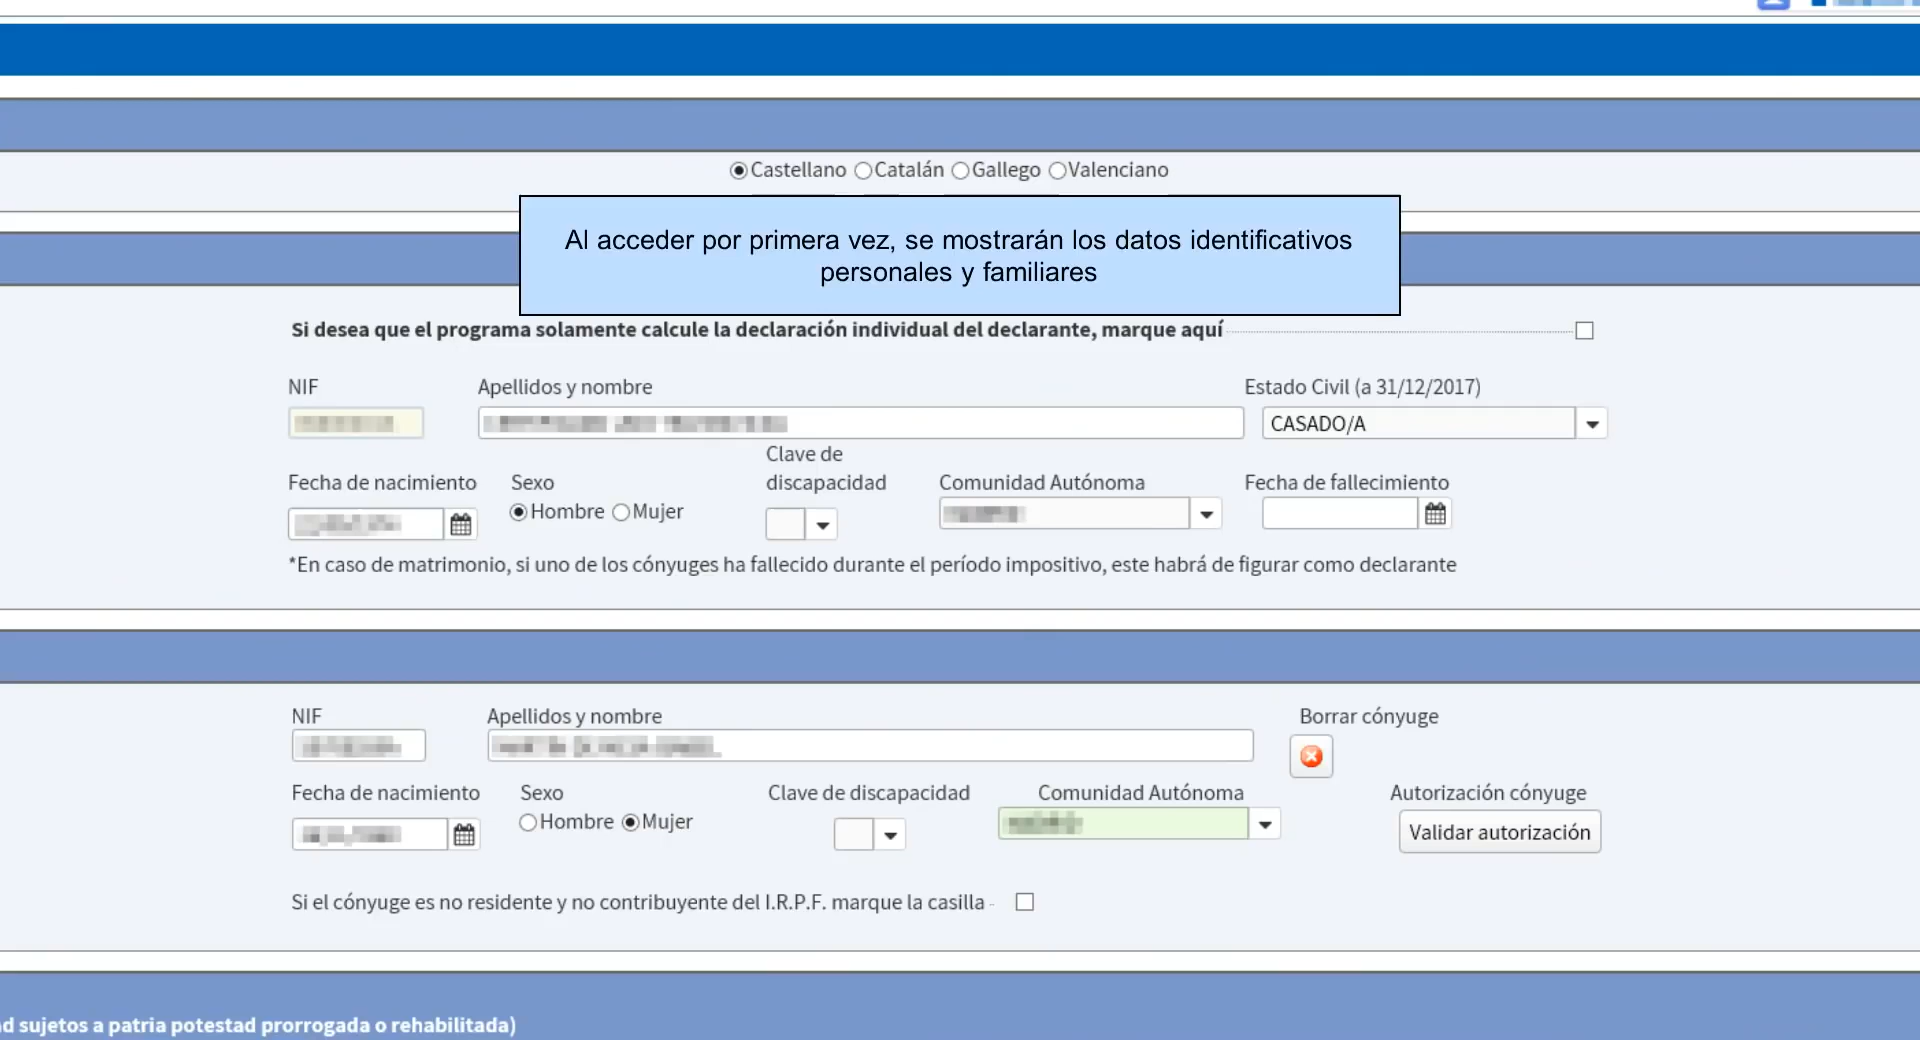 Castellano Catalán Gallego Valenciano
Al acceder por primera vez, se mostrarán los datos identificativos
personales y familiares
Si desea que el programa solamente calcule la declaración individual del declarante, marque aquí
NIF Apellidos y nombre Estado Civil (a 31/12/2017)
CASADO/A
Clave de
Fecha de nacimiento Sexo discapacidad Comunidad Autónoma Fecha de fallecimiento
Hombre Mujer
*En caso de matrimonio, si uno de los cónyuges ha fallecido durante el período impositivo, este habrá de figurar como declarante
NIF Apellidos y nombre Borrar cónyuge
Fecha de nacimiento Sexo Clave de discapacidad Comunidad Autónoma Autorización cónyuge
Hombre Mujer Validar autorización
Si el cónyuge es no residente y no contribuyente del I.R.P.F. marque la casilla
d sujetos a patria potestad prorrogada o rehabilitada)